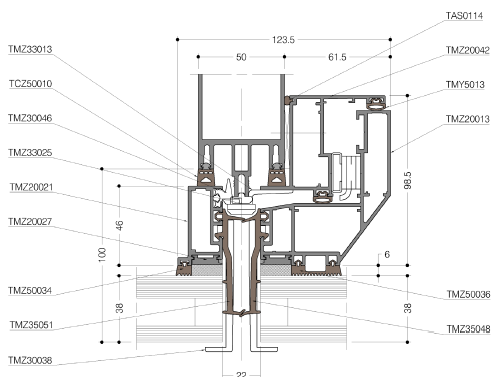 TAS0114
123.5
TMZ33013
TMZ20042
50
61.5
TCZ50010
TMY5013
TMZ30046
TMZ20013
TMZ33025
98.5
TMZ20021
46
100
TMZ20027
6
TMZ50034
TMZ50036
38
38
TMZ35051
TMZ35048
TMZ30038
22